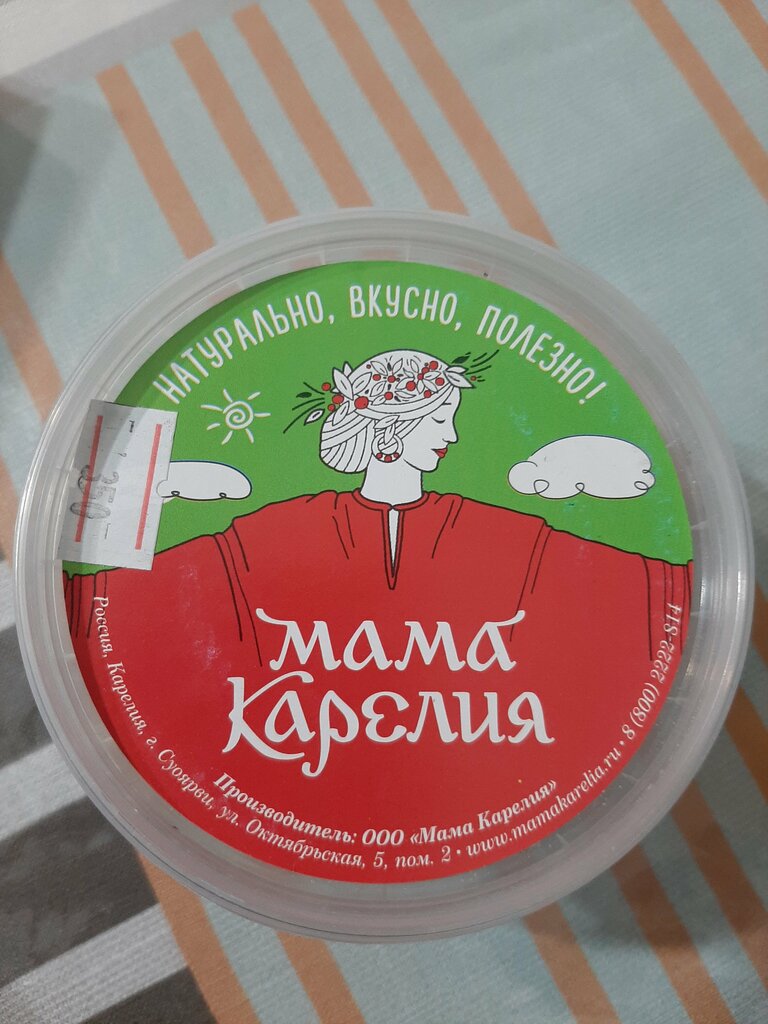 НАТУРАЛЬНО, ВКУСНО, ПОЛЕЗНО!
350
МАМА
КАРЕЛИЯ
Производитель: ООО «Мама Карелия»
Россия, Карелия, г. Суоярви, ул. Октябрьская, 5, пом. 2 • www.mamakarelia.ru • 8 (800) 2222-814